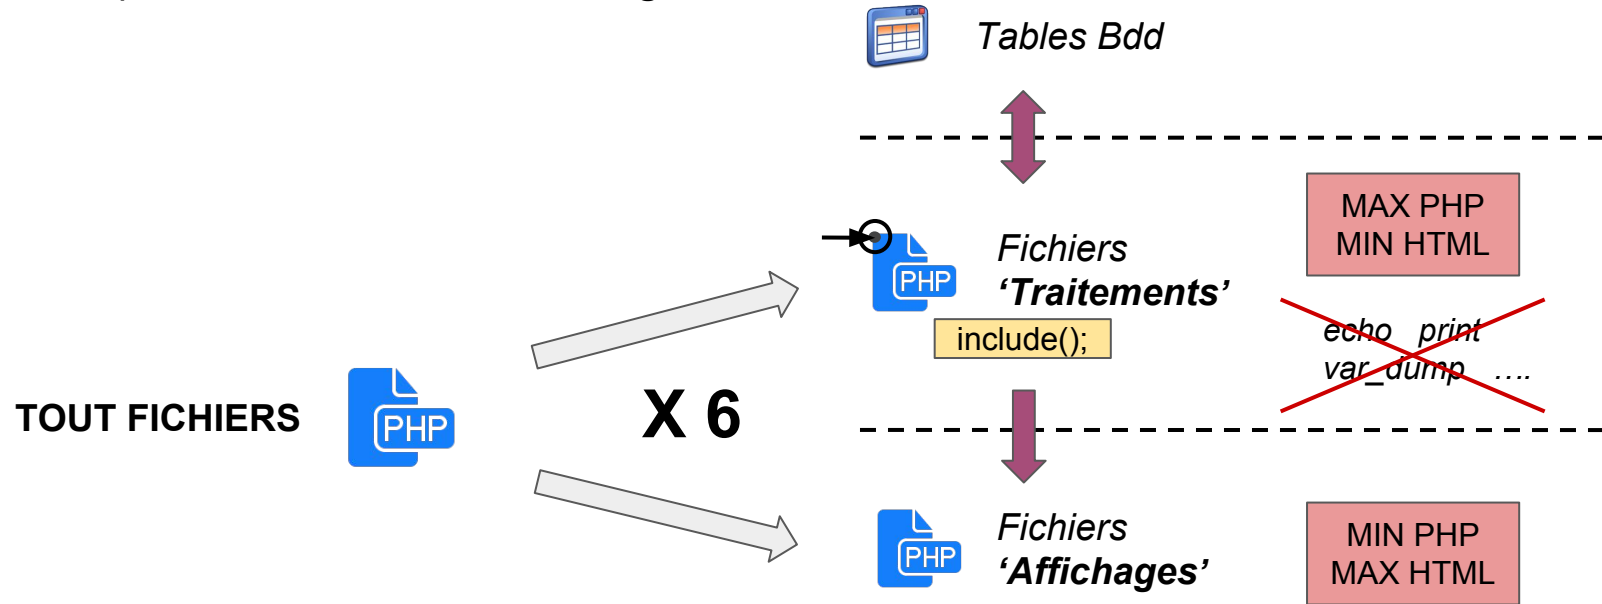 Tables Bdd
MAX PHP
MIN HTML
PHP
Fichiers
‘Traitements’
include();
echo print
var_dump ....
TOUT FICHIERS
PHP
X 6
PHP
Fichiers
‘Affichages’
MIN PHP
MAX HTML